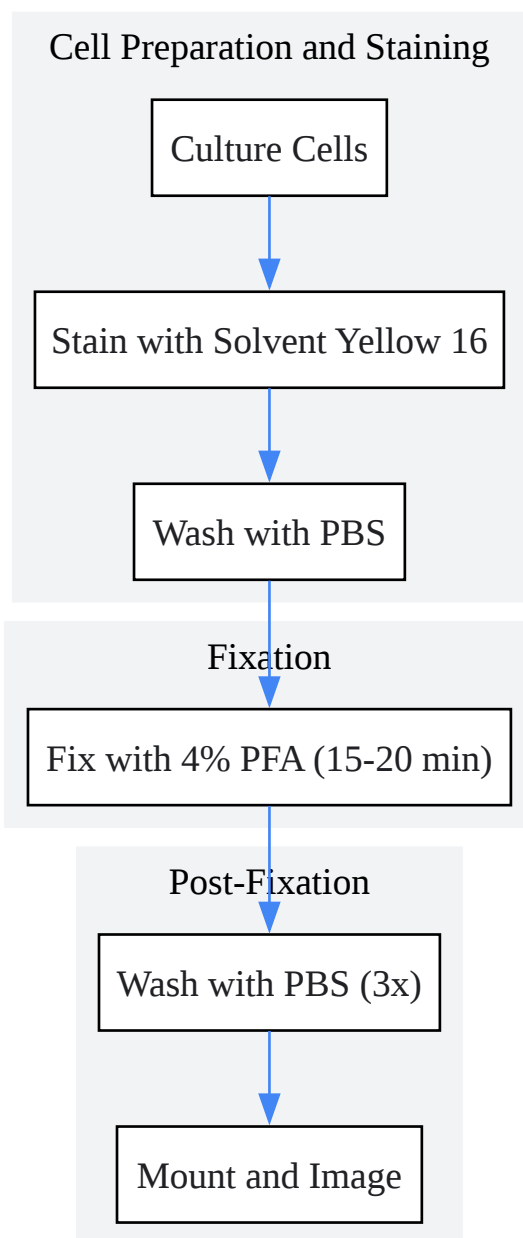 Cell Preparation and Staining
Culture Cells
Stain with Solvent Yellow 16
Wash with PBS
Fixation
Fix with 4% PFA (15-20 min)
Post-Fixation
Wash with PBS (3x)
Mount and Image